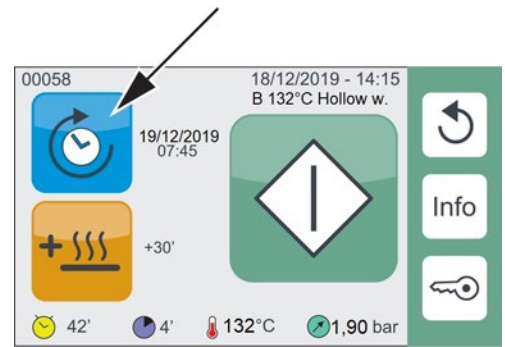 00058
18/12/2019 - 14:15
B 132°C Hollow w.
19/12/2019
07:45
Info
+30'
42'
4'
132°C
1,90 bar